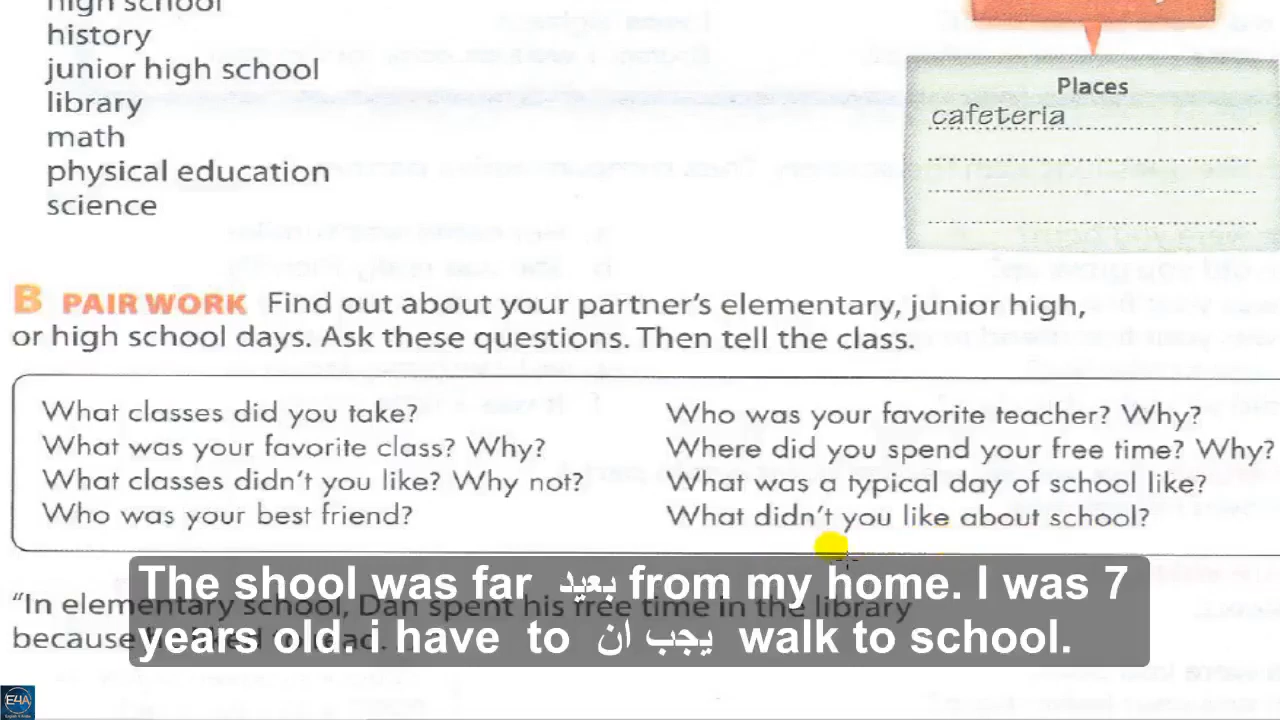 high school
history
junior high school
library
math
physical education
science
Places
cafeteria
B PAIR WORK Find out about your partner's elementary, junior high,
or high school days. Ask these questions. Then tell the class.
What classes did you take?
What was your favorite class? Why?
What classes didn't you like? Why not?
Who was your best friend?
Who was your favorite teacher? Why?
Where did you spend your free time? Why?
What was a typical day of school like?
What didn't you like about school?
The shool was far بعيد from my home. I was 7
years old. i have to يجب ان walk to school.
"In elementary school, Dan spent his free time in the library
because he liked to read.
E4A